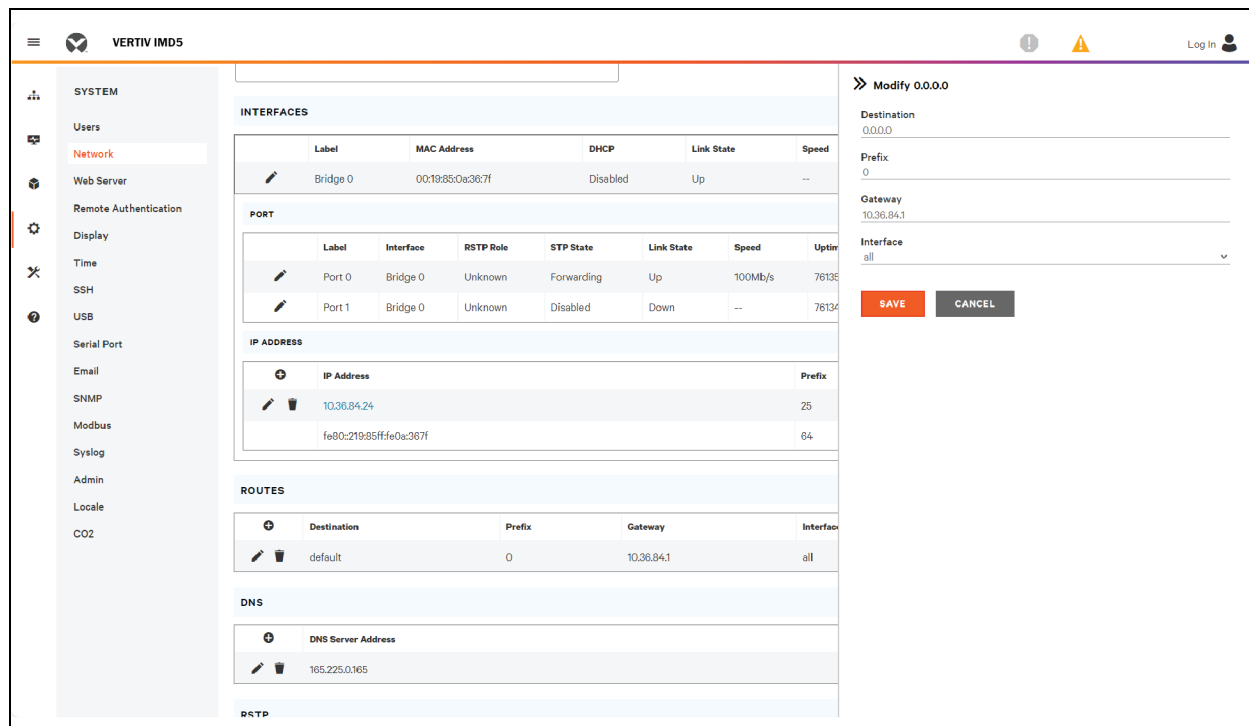 VERTIV IMD5
Log In
SYSTEM
Users
Network
Web Server
Remote Authentication
Display
Time
SSH
USB
Serial Port
Email
SNMP
Modbus
Syslog
Admin
Locale
CO2
INTERFACES
Label MAC Address DHCP Link State Speed
Bridge 0 00:19:85:0a:36:7f Disabled Up --
PORT
Label Interface RSTP Role STP State Link State Speed Uptim
Port 0 Bridge 0 Unknown Forwarding Up 100Mb/s 76135
Port 1 Bridge 0 Unknown Disabled Down -- 76134
IP ADDRESS
IP Address Prefix
10.36.84.24 25
fe80::219:85ff:fe0a:367f 64
ROUTES
Destination Prefix Gateway Interfac
default 0 10.36.84.1 all
DNS
DNS Server Address
165.225.0.165
RSTP
Modify 0.0.0.0
Destination
0.0.0.0
Prefix
0
Gateway
10.36.84.1
Interface
all
SAVE CANCEL